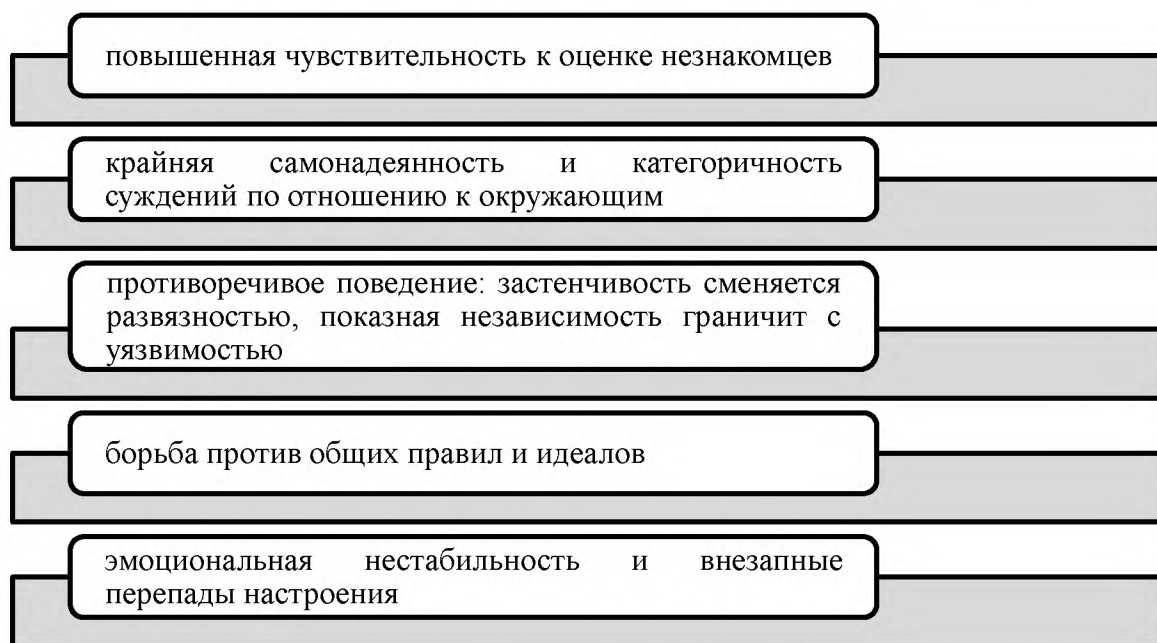 повышенная чувствительность к оценке незнакомцев
крайняя самонадеянность и категоричность
суждений по отношению к окружающим
противоречивое поведение: застенчивость сменяется
развязностью, показная независимость граничит с
уязвимостью
борьба против общих правил и идеалов
эмоциональная нестабильность и внезапные
перепады настроения